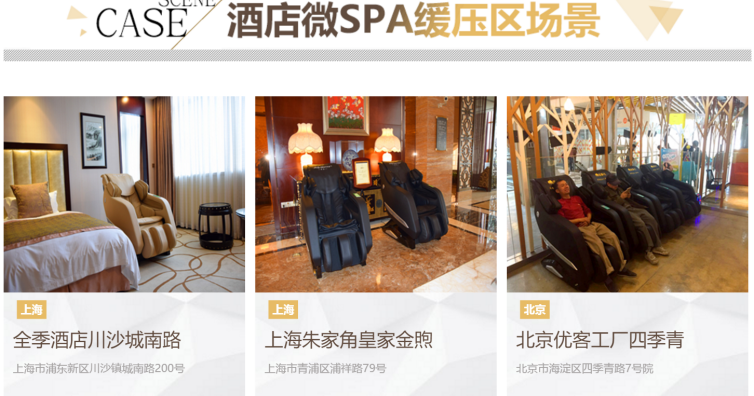 SCENE
CASE
酒店微SPA缓压区场景
上海
全季酒店川沙城南路
上海市浦东新区川沙镇城南路200号
上海
上海朱家角皇家金煦
上海市青浦区浦祥路79号
北京
北京优客工厂四季青
北京市海淀区四季青路7号院